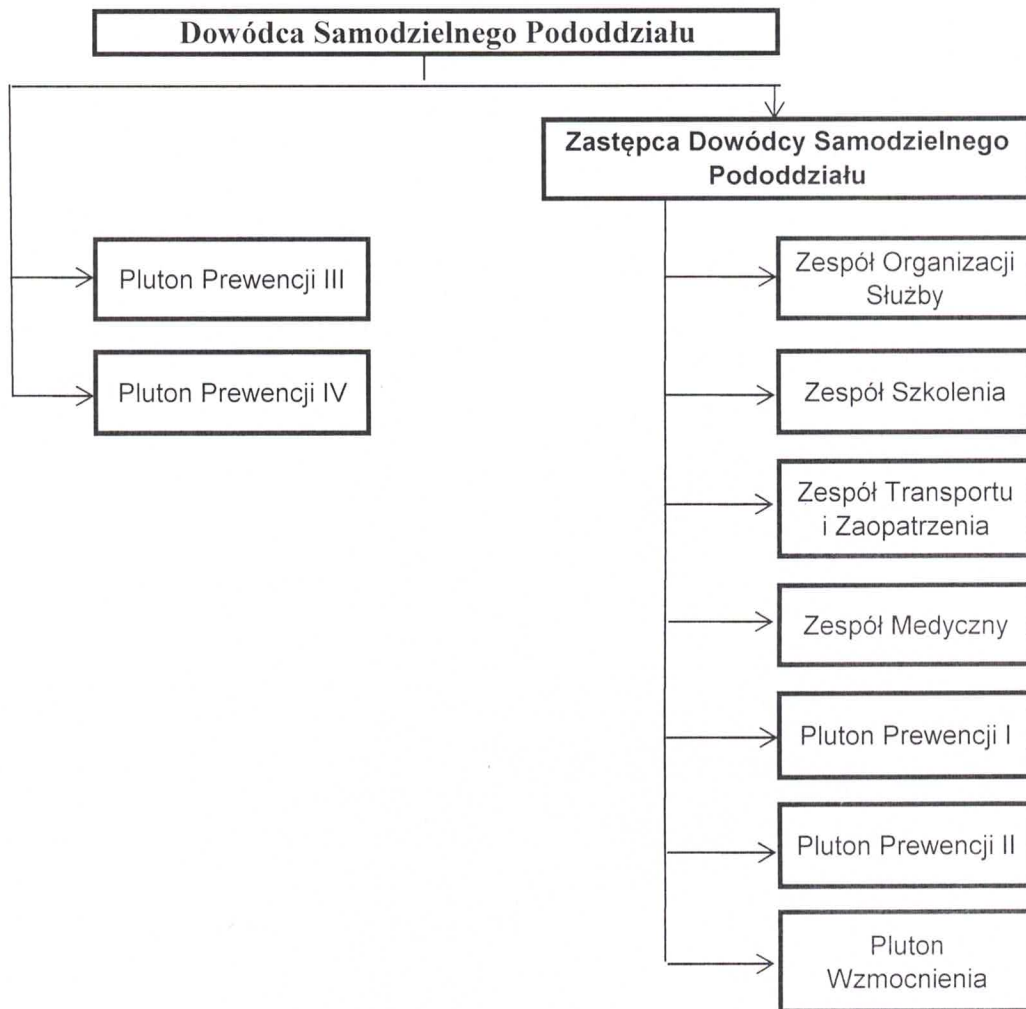 Dowódca Samodzielnego Pododdziału
Zastępca Dowódcy Samodzielnego
Pododdziału
Pluton Prewencji III
Pluton Prewencji IV
Zespół Organizacji
Służby
Zespół Szkolenia
Zespół Transportu
i Zaopatrzenia
Zespół Medyczny
Pluton Prewencji I
Pluton Prewencji II
Pluton
Wzmocnienia